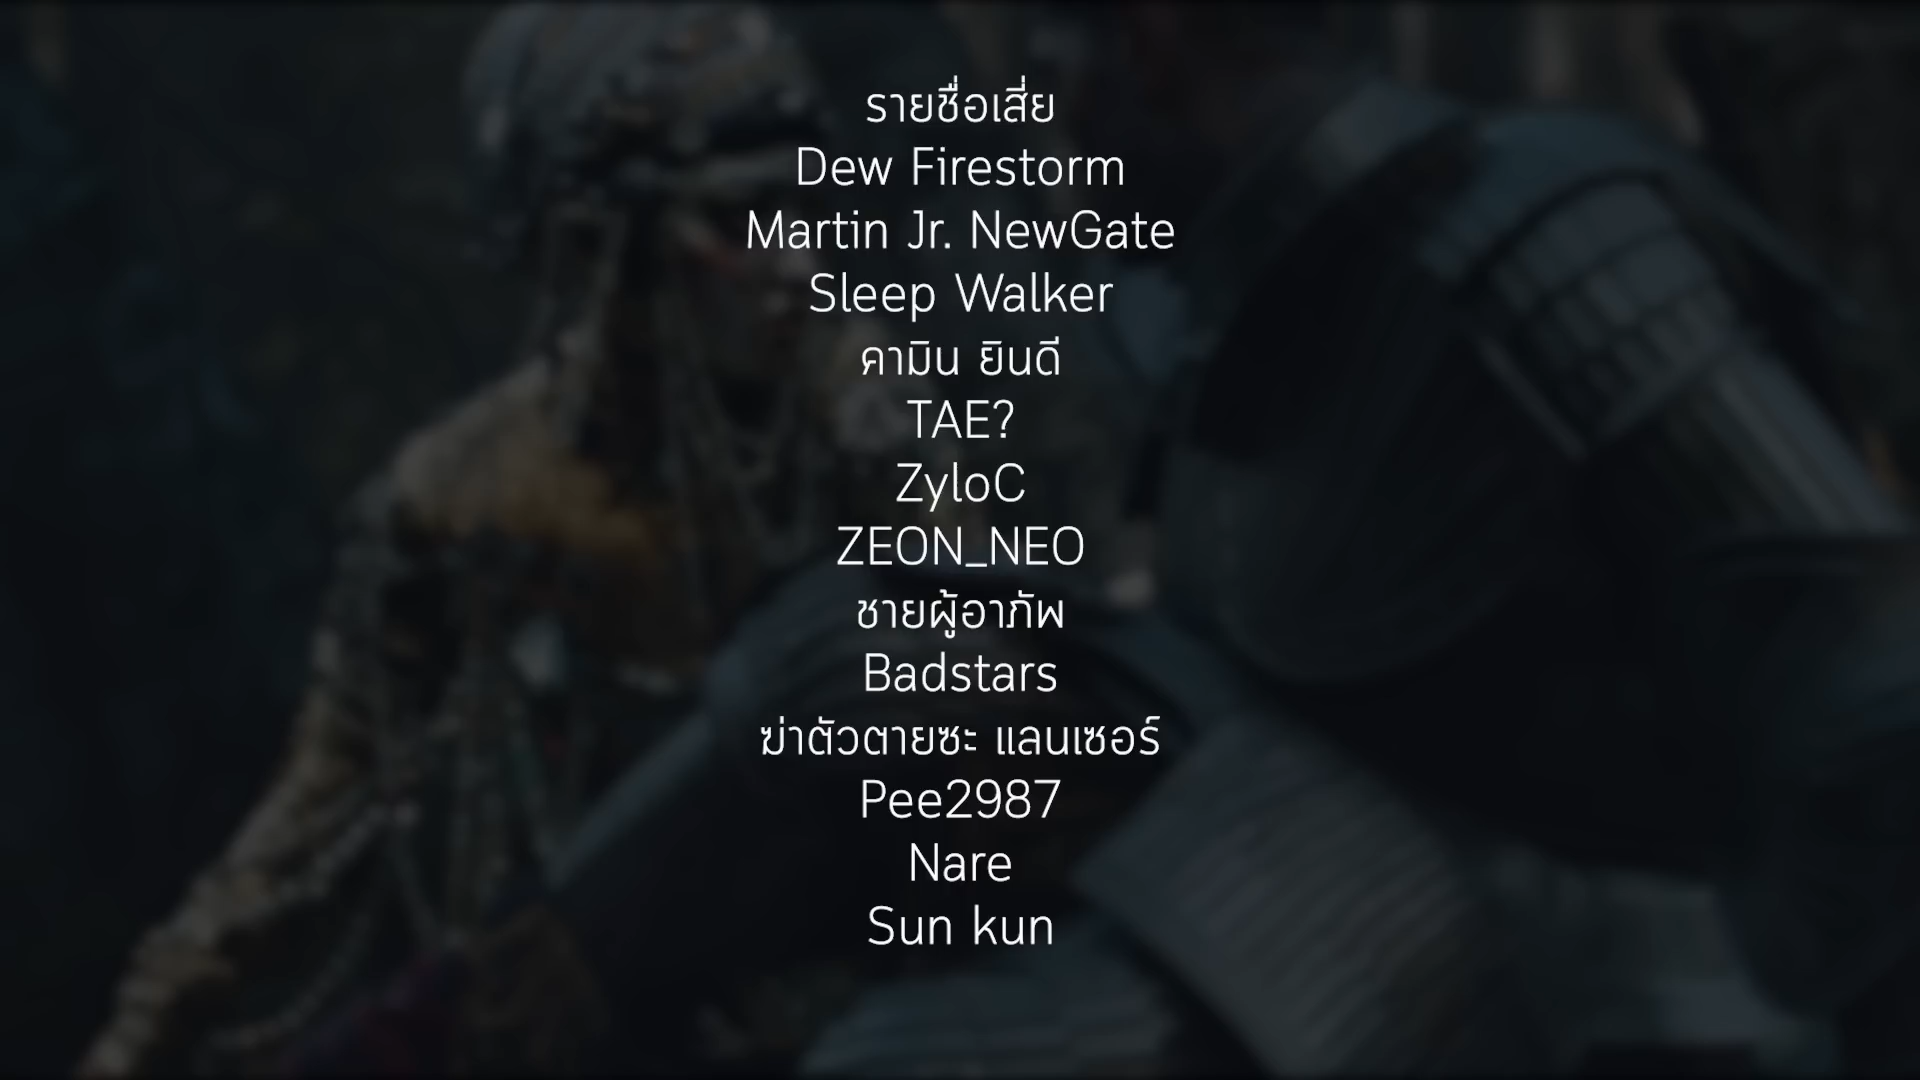 รายชื่อเสี่ย
Dew Firestorm
Martin Jr. NewGate
Sleep Walker
คามิน ยินดี
TAE?
ZyloC
ZEON_NEO
ชายผู้อาภัพ
Badstars
ฆ่าตัวตายซะ แลนเซอร์
Pee2987
Nare
Sun kun